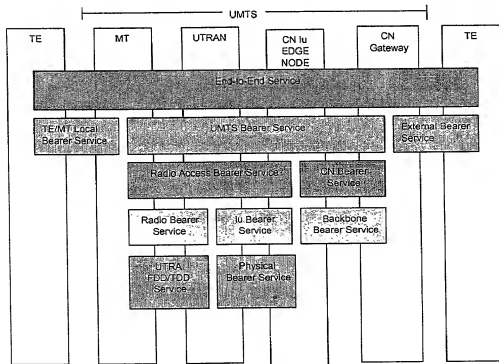 UMTS
TE
MT
UTRAN
CN Iu
EDGE
NODE
CN
Gateway
TE
End-to-End Service
TE/MT Local
Bearer Service
UMTS Bearer Service
External Bearer
Service
Radio Access Bearer Service
CN Bearer
Service
Radio Bearer
Service
Iu Bearer
Service
Backbone
Bearer Service
UTRA
FDD/TDD
Service
Physical
Bearer Service